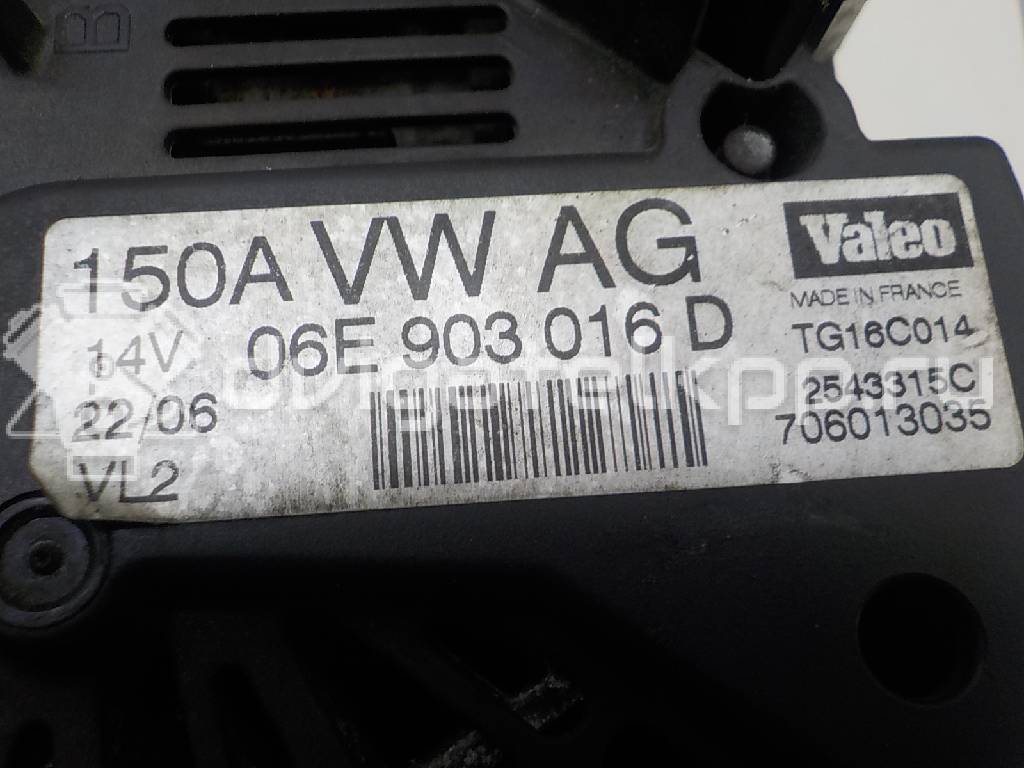 B
150A VW AG
14V 06E 903 016 D
22/06
VL2
Valeo
MADE IN FRANCE
TG16C014
2543315C
706013035